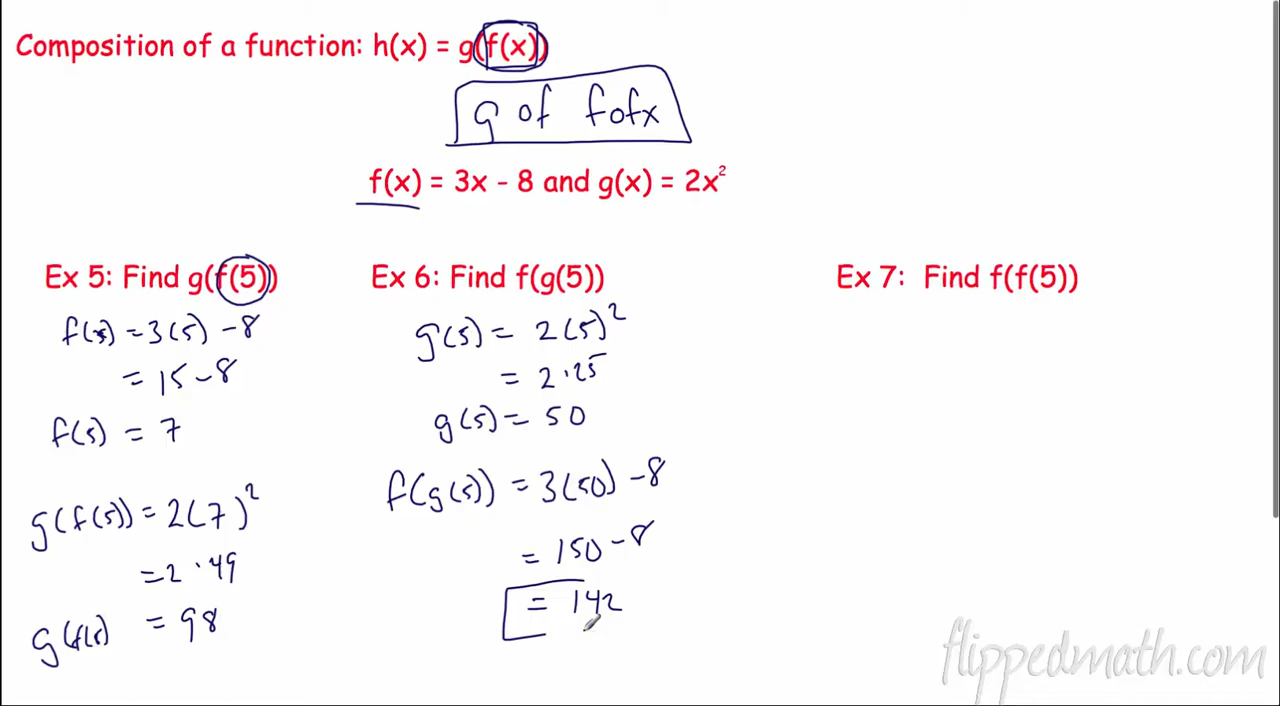 Composition of a function: h(x) = g(f(x))
g of f of x
f(x) = 3x - 8 and g(x) = 2x²
Ex 5: Find g(f(5))
f(5) = 3(5) - 8
= 15 - 8
f(5) = 7
g(f(5)) = 2(7)²
= 2 · 49
g(f(5)) = 98
Ex 6: Find f(g(5))
g(5) = 2(5)²
= 2 · 25
g(5) = 50
f(g(5)) = 3(50) - 8
= 150 - 8
= 142
Ex 7: Find f(f(5))
flippedmath.com